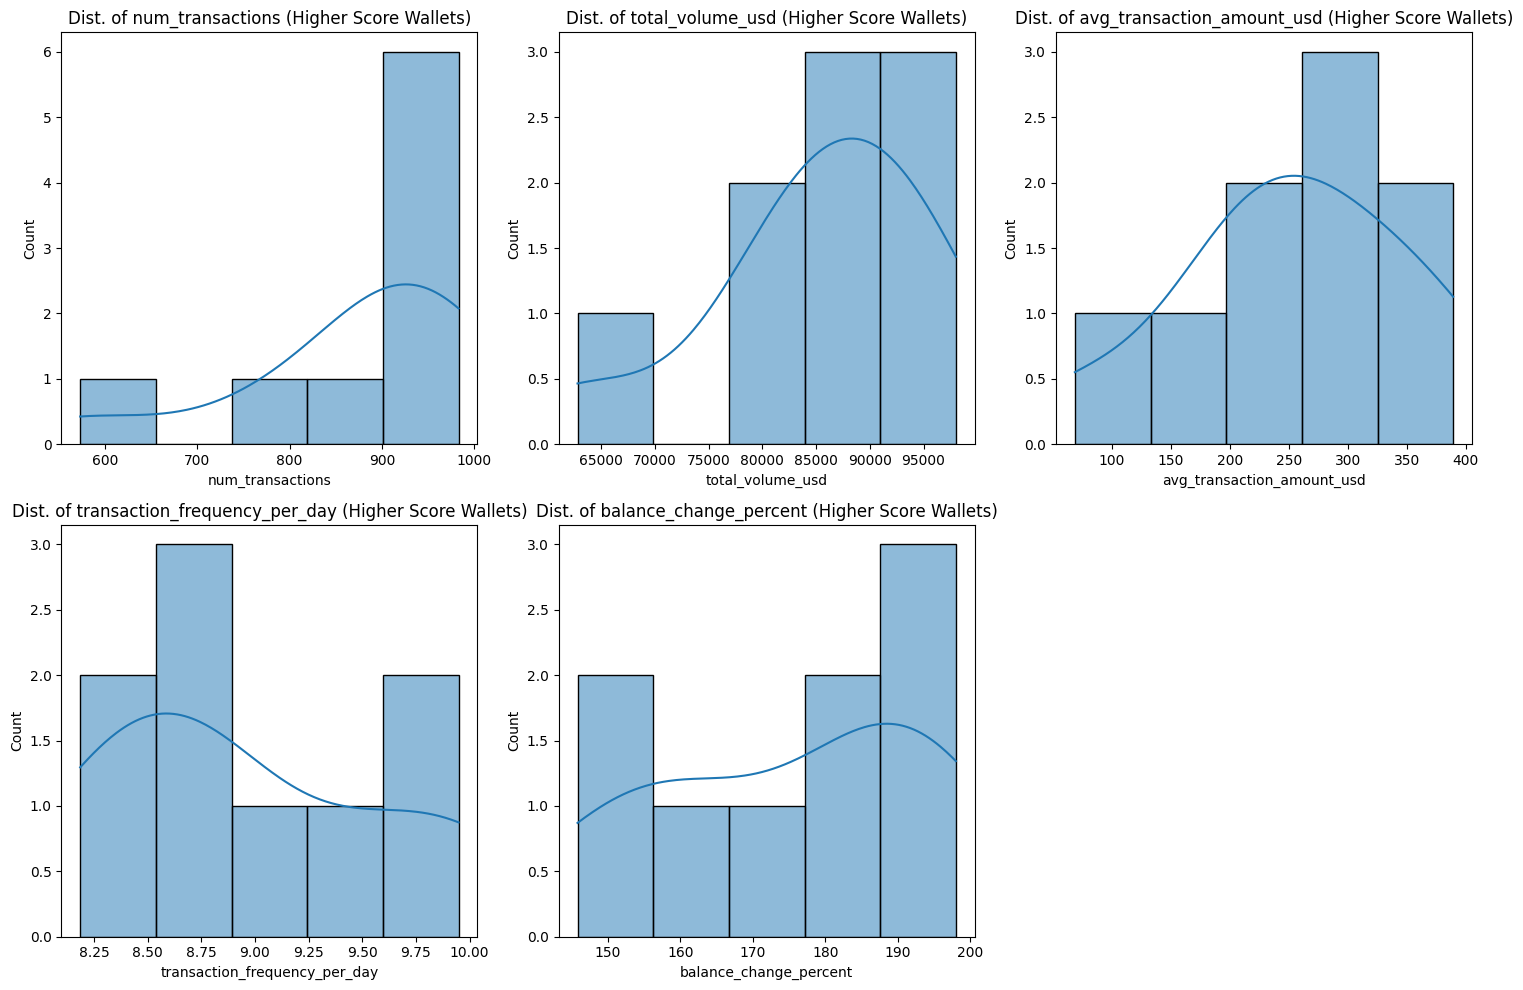 Dist. of num_transactions (Higher Score Wallets)
6
5
4
3
2
1
0
Count
600 700 800 900 1000
num_transactions
Dist. of total_volume_usd (Higher Score Wallets)
3.0
2.5
2.0
1.5
1.0
0.5
0.0
Count
65000 70000 75000 80000 85000 90000 95000
total_volume_usd
Dist. of avg_transaction_amount_usd (Higher Score Wallets)
3.0
2.5
2.0
1.5
1.0
0.5
0.0
Count
100 150 200 250 300 350 400
avg_transaction_amount_usd
Dist. of transaction_frequency_per_day (Higher Score Wallets)
3.0
2.5
2.0
1.5
1.0
0.5
0.0
Count
8.25 8.50 8.75 9.00 9.25 9.50 9.75 10.00
transaction_frequency_per_day
Dist. of balance_change_percent (Higher Score Wallets)
3.0
2.5
2.0
1.5
1.0
0.5
0.0
Count
150 160 170 180 190 200
balance_change_percent